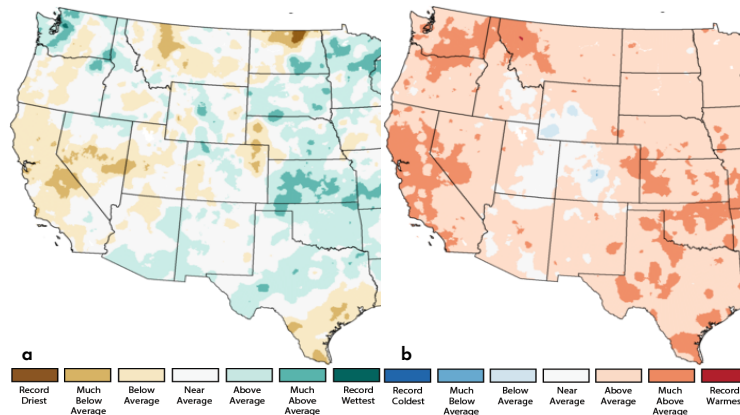 a
b
Record Driest
Much Below Average
Below Average
Near Average
Above Average
Much Above Average
Record Wettest
Record Coldest
Much Below Average
Below Average
Near Average
Above Average
Much Above Average
Record Warmes